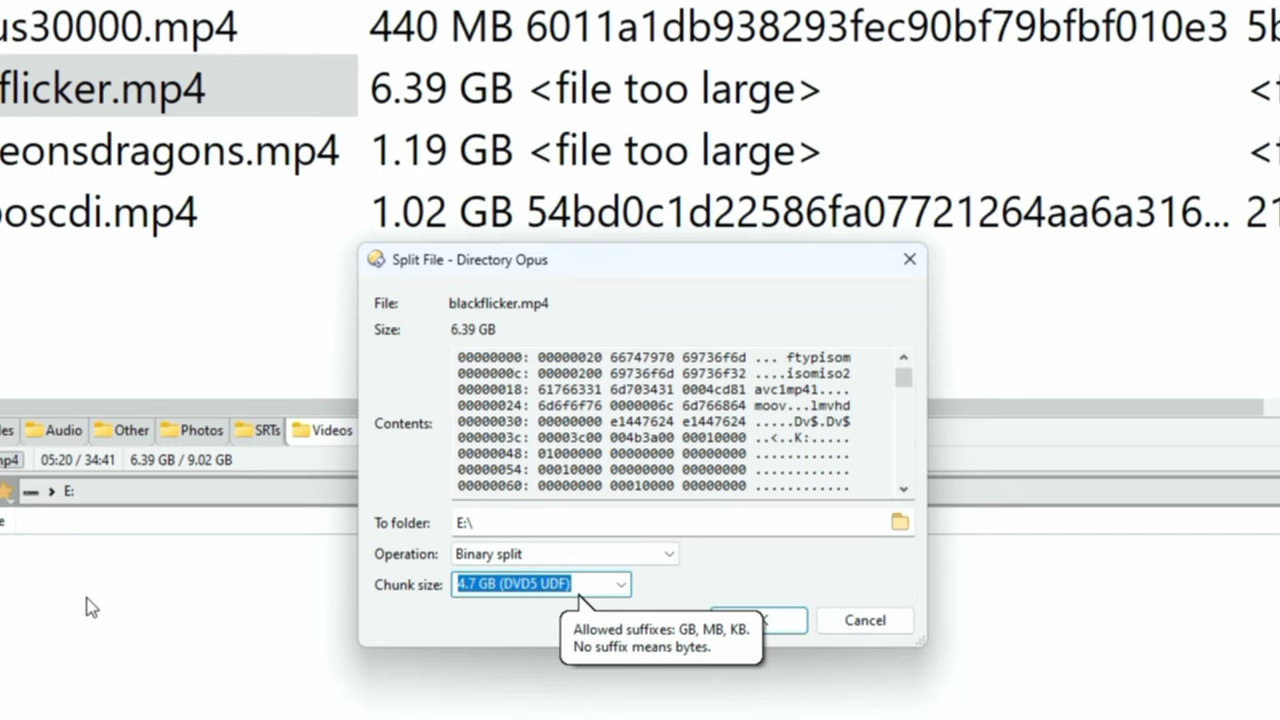 us30000.mp4 440 MB 6011a1db938293fec90bf79bfbf010e3 5b
flicker.mp4 6.39 GB <file too large> <f
eonsdragons.mp4 1.19 GB <file too large> <f
oscdi.mp4 1.02 GB 54bd0c1d22586fa07721264aa6a316... 21
Split File - Directory Opus
File: blackflicker.mp4
Size: 6.39 GB
Contents:
00000000: 00000020 66747970 69736f6d ... ftypisom
0000000c: 00000200 69736f6d 69736f32 ....isomiso2
00000018: 61766331 6d703431 0004cd81 avc1mp41....
00000024: 6d6f6f76 0000006c 6d766864 moov...lmvhd
00000030: 00000000 e1447624 e1447624 .....Dv$.Dv$
0000003c: 00003c00 004b3a00 00010000 ..<..K:.....
00000048: 01000000 00000000 00000000 ............
00000054: 00010000 00000000 00000000 ............
00000060: 00000000 00010000 00000000 ............
To folder: E:\
Operation: Binary split
Chunk size: 4.7 GB (DVD5 UDF)
Allowed suffixes: GB, MB, KB.
No suffix means bytes.
Cancel
les Audio Other Photos SRTs Videos
mp4 05:20 / 34:41 6.39 GB / 9.02 GB
E:
e